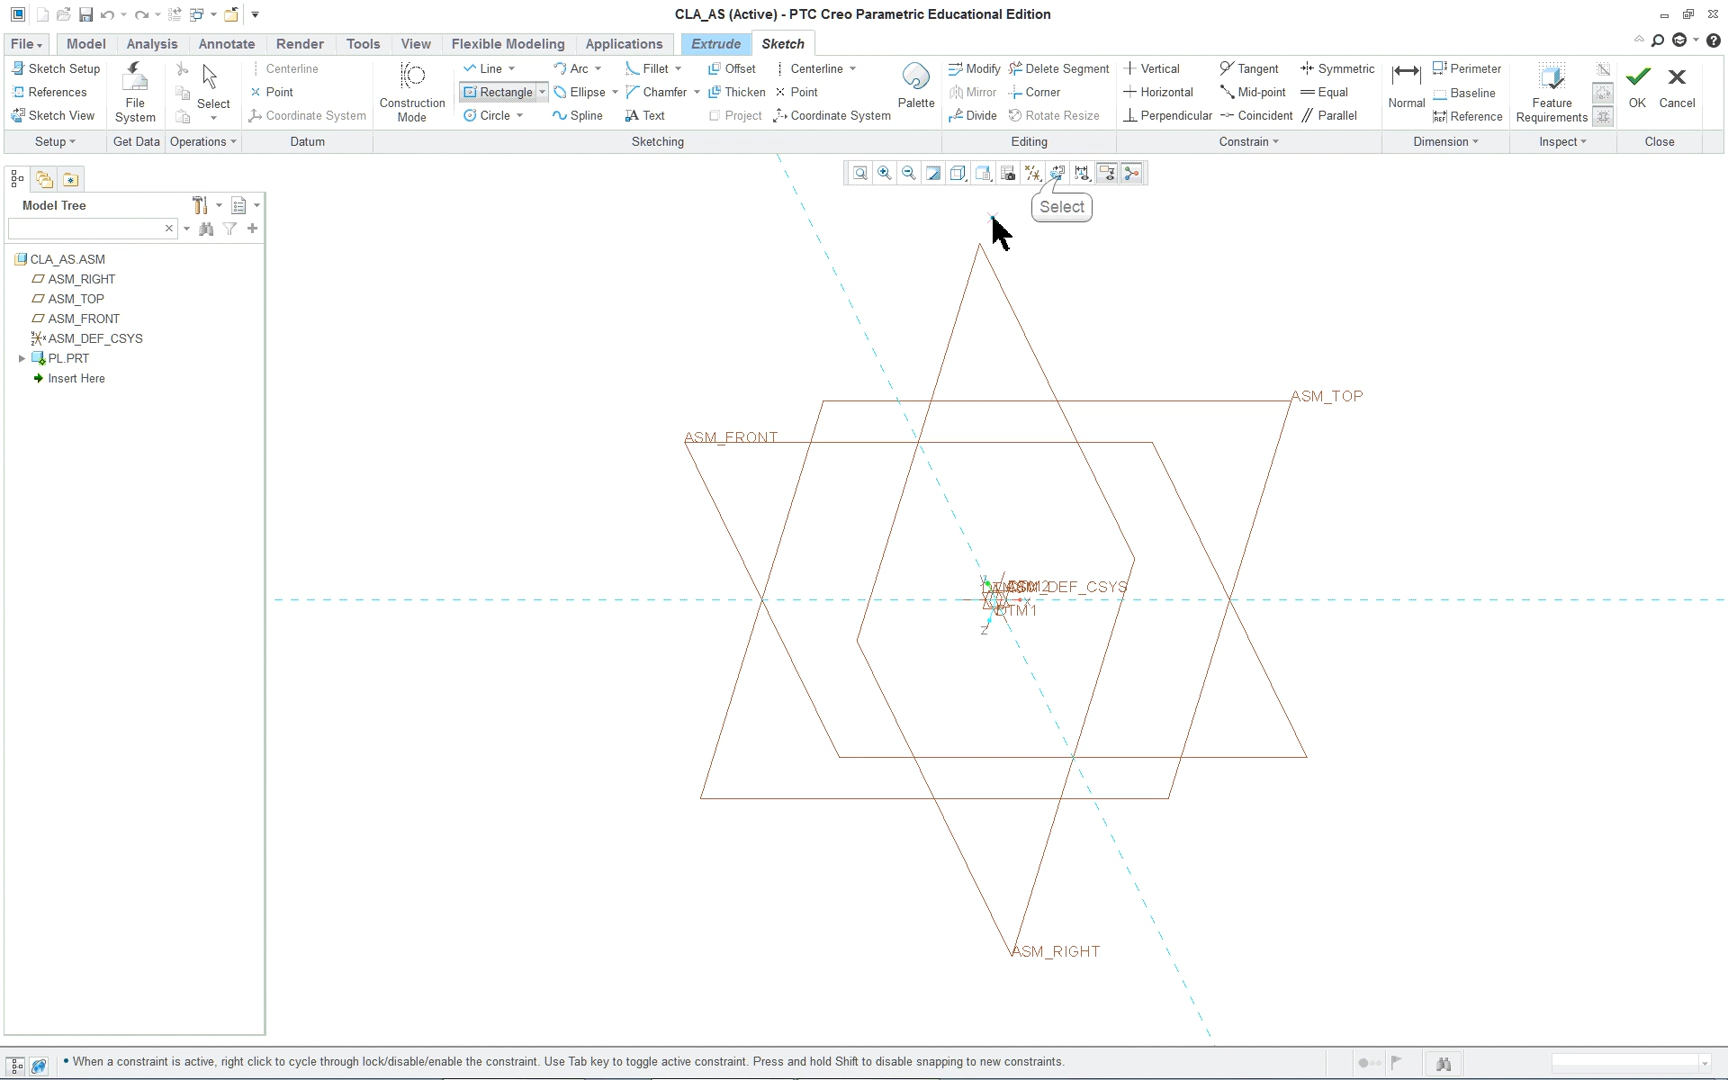 CLA_AS (Active) - PTC Creo Parametric Educational Edition
File Model Analysis Annotate Render Tools View Flexible Modeling Applications Extrude Sketch
Sketch Setup
References
Sketch View
Setup
File System
Get Data
Select
Operations
Centerline
Point
Coordinate System
Datum
Construction Mode
Line Arc Fillet Offset Centerline
Rectangle Ellipse Chamfer Thicken Point
Circle Spline Text Project Coordinate System
Palette
Sketching
Modify Delete Segment
Mirror Corner
Divide Rotate Resize
Editing
Vertical Tangent Symmetric
Horizontal Mid-point Equal
Perpendicular Coincident Parallel
Constrain
Normal
Perimeter
Baseline
Reference
Dimension
Feature Requirements
Inspect
OK
Cancel
Close
Select
Model Tree
CLA_AS.ASM
ASM_RIGHT
ASM_TOP
ASM_FRONT
ASM_DEF_CSYS
PL.PRT
Insert Here
ASM_TOP
ASM_FRONT
DEF_CSYS
DTM1
Z
ASM_RIGHT
When a constraint is active, right click to cycle through lock/disable/enable the constraint. Use Tab key to toggle active constraint. Press and hold Shift to disable snapping to new constraints.